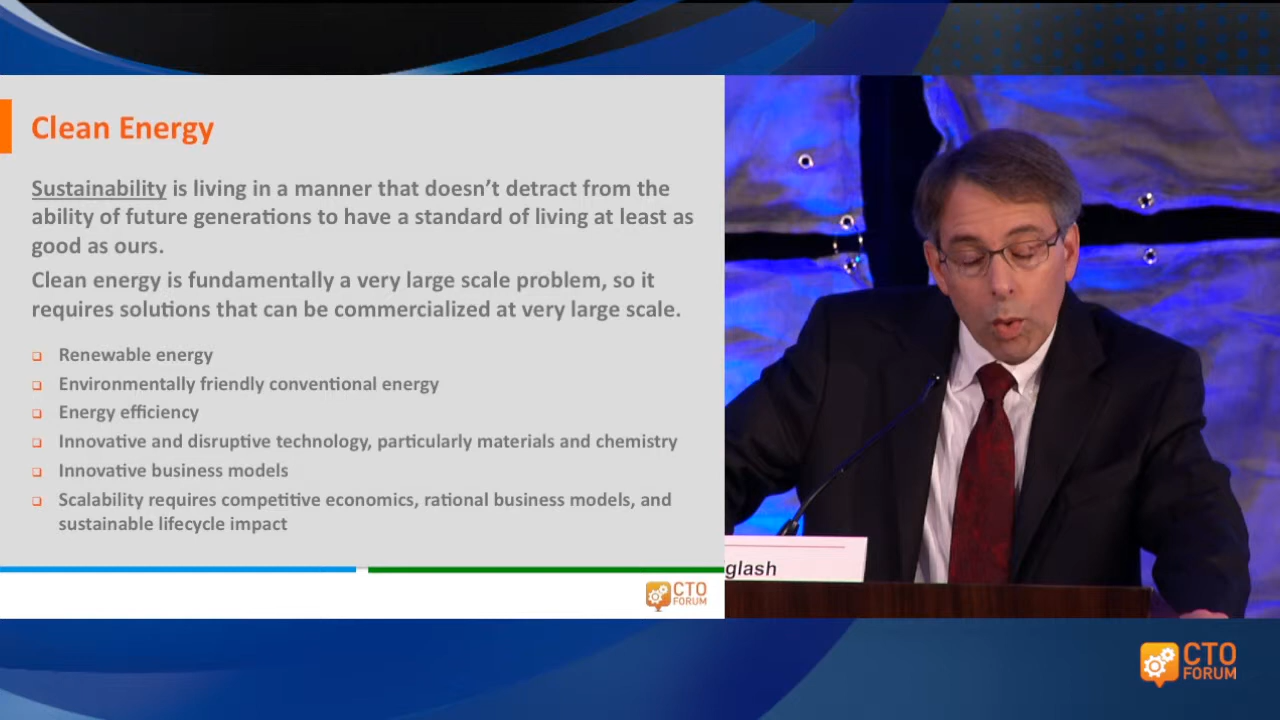 Clean Energy
Sustainability is living in a manner that doesn't detract from the
ability of future generations to have a standard of living at least as
good as ours.
Clean energy is fundamentally a very large scale problem, so it
requires solutions that can be commercialized at very large scale.
Renewable energy
Environmentally friendly conventional energy
Energy efficiency
Innovative and disruptive technology, particularly materials and chemistry
Innovative business models
Scalability requires competitive economics, rational business models, and
sustainable lifecycle impact
CTO
FORUM
glash
CTO
FORUM